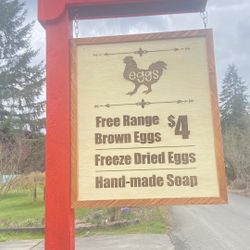 eggs
Free Range
Brown Eggs $4
Freeze Dried Eggs
Hand-made Soap